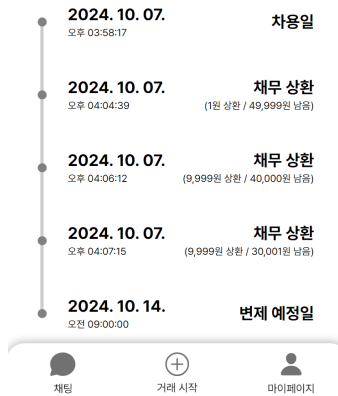 2024. 10. 07. 차용일
오후 03:58:17
2024. 10. 07. 채무 상환
오후 04:04:39 (1원 상환 / 49,999원 남음)
2024. 10. 07. 채무 상환
오후 04:06:12 (9,999원 상환 / 40,000원 남음)
2024. 10. 07. 채무 상환
오후 04:07:15 (9,999원 상환 / 30,001원 남음)
2024. 10. 14. 변제 예정일
오전 09:00:00
채팅 거래 시작 마이페이지